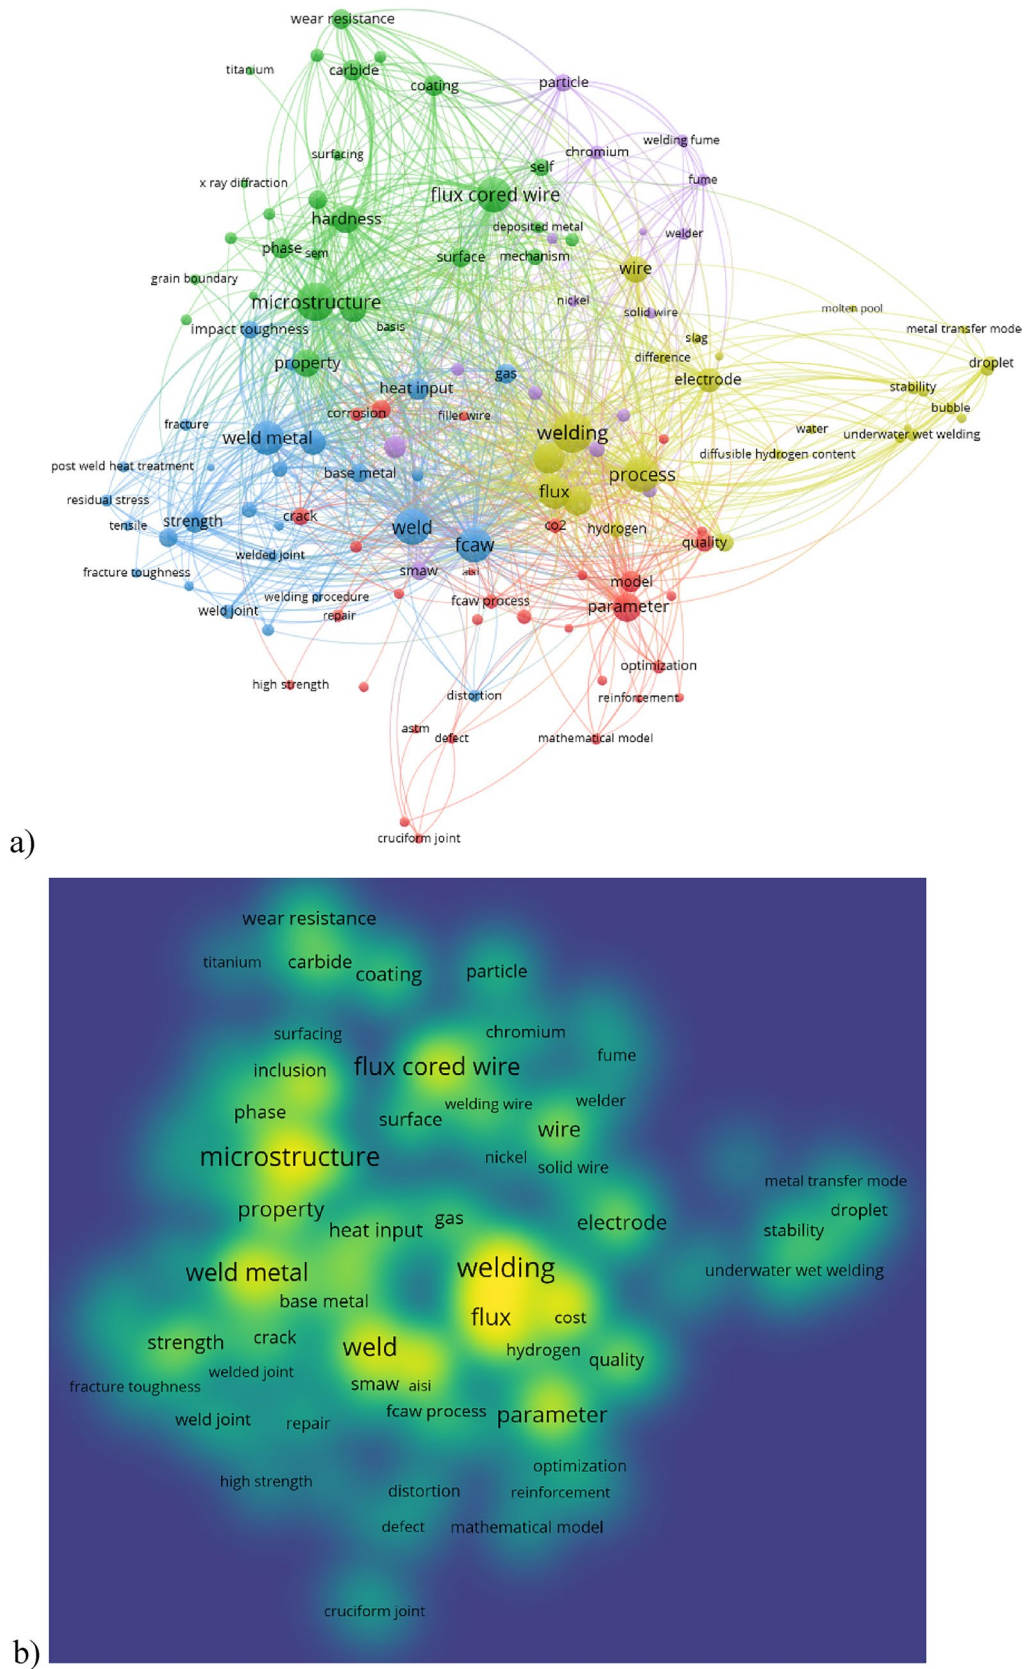 wear resistance
titanium
carbide
coating
particle
welding fume
surfacing
chromium
self
x ray diffraction
fume
flux cored wire
hardness
deposited metal
welder
phase
sem
surface
mechanism
wire
grain boundary
microstructure
nickel
molten pool
solid wire
impact toughness
basis
metal transfer mode
slag
difference
property
droplet
gas
electrode
heat input
stability
corrosion
filler wire
bubble
fracture
water
weld metal
welding
underwater wet welding
diffusible hydrogen content
post weld heat treatment
base metal
process
flux
residual stress
crack
strength
tensile
weld
co2
hydrogen
fcaw
quality
welded joint
fracture toughness
smaw
aisi
model
welding procedure
fcaw process
parameter
weld joint
repair
optimization
high strength
distortion
reinforcement
astm
defect
mathematical model
cruciform joint
a)
wear resistance
titanium
carbide
coating
particle
surfacing
chromium
fume
inclusion
flux cored wire
phase
surface
welding wire
welder
wire
microstructure
nickel
solid wire
metal transfer mode
property
gas
droplet
heat input
electrode
stability
weld metal
welding
underwater wet welding
base metal
flux
cost
strength
crack
weld
hydrogen
quality
welded joint
fracture toughness
smaw
aisi
weld joint
repair
fcaw process
parameter
optimization
high strength
distortion
reinforcement
defect
mathematical model
cruciform joint
b)